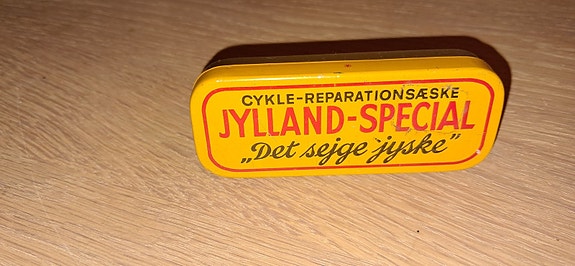 CYKLE-REPARATIONSÆSKE
JYLLAND-SPECIAL
„Det sejge jyske”